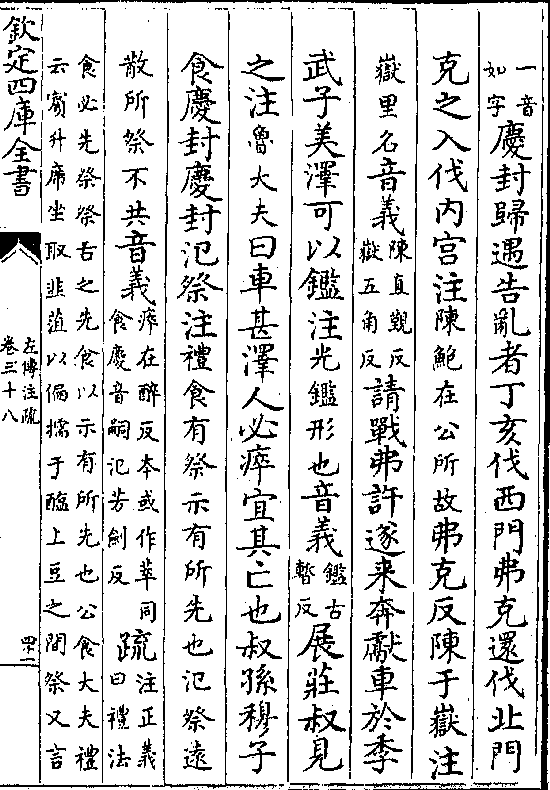 一音
如字
慶封歸遇告亂者丁亥伐西門弗克還伐北門
克之入伐内宫注陳鮑在公所故弗克反陳于嶽注
嶽里名音義
陳直覲反
嶽五角反
請戰弗許遂来奔獻車於季
武子美澤可以鑑注光鑑形也音義
鑑古
暫反
展莊叔見
之注魯大夫曰車甚澤人必瘁宜其亡也叔孫穆子
食慶封慶封氾祭注禮食有祭示有所先也氾祭遠
散所祭不共音義
瘁在醉反本或作萃同
食慶音嗣氾芳劍反
疏
注正義
曰禮法
食必先祭祭古之先食以示有所先也公食大夫禮
云賓升席坐取韭菹以徧擩于醢上豆之間祭又言
欽定四庫全書
左傳注疏
卷三十八
四十二